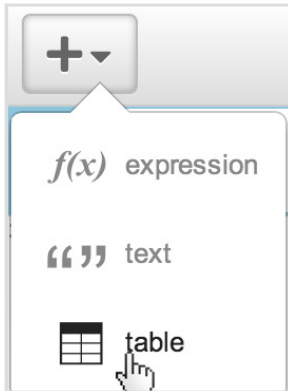 +
f(x) expression
“ ” text
table